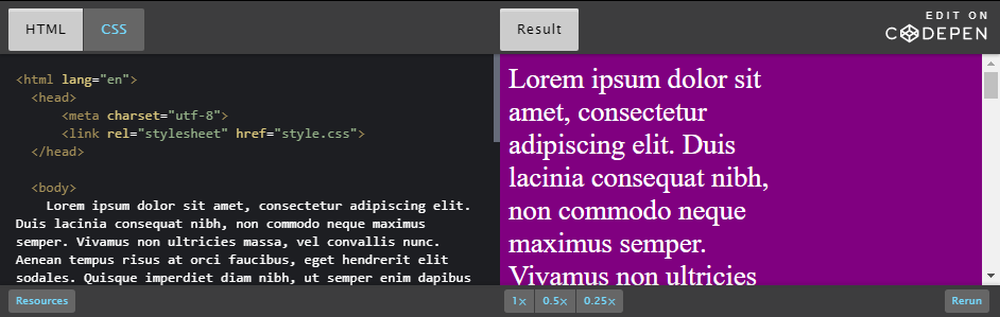 HTML CSS Result EDIT ON
CODEPEN
<html lang="en">
<head>
<meta charset="utf-8">
<link rel="stylesheet" href="style.css">
</head>
<body>
Lorem ipsum dolor sit amet, consectetur adipiscing elit.
Duis lacinia consequat nibh, non commodo neque maximus
semper. Vivamus non ultricies massa, vel convallis nunc.
Aenean tempus risus at orci faucibus, eget hendrerit elit
sodales. Quisque imperdiet diam nibh, ut semper enim dapibus
Lorem ipsum dolor sit
amet, consectetur
adipiscing elit. Duis
lacinia consequat nibh,
non commodo neque
maximus semper.
Vivamus non ultricies
Resources 1x 0.5x 0.25x Rerun